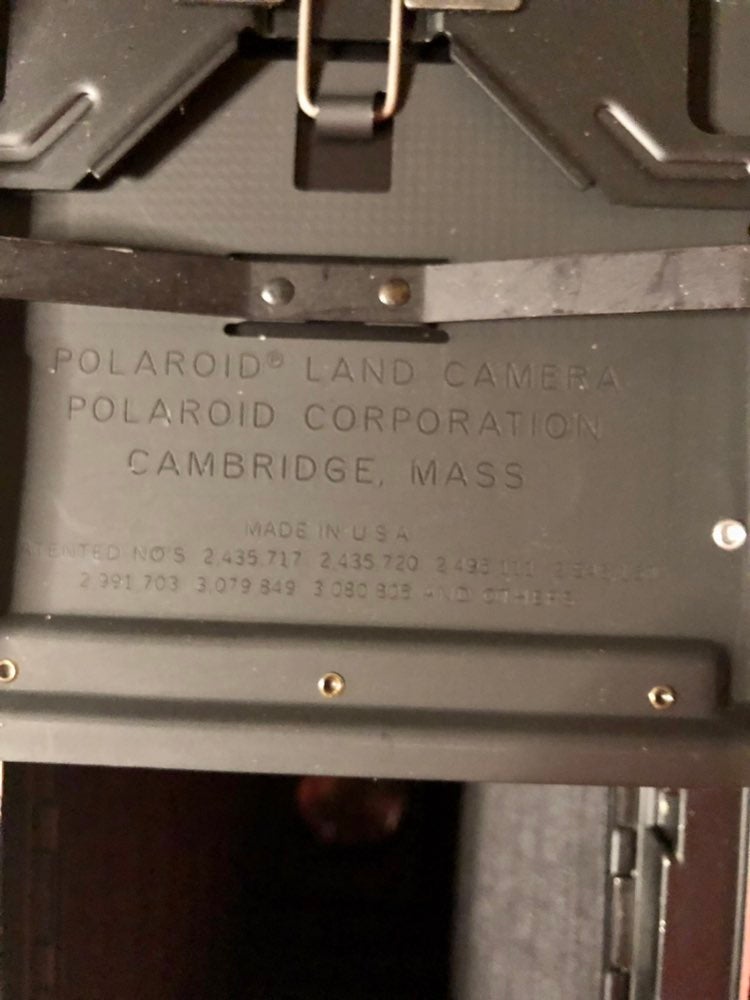 POLAROID® LAND CAMERA
POLAROID CORPORATION
CAMBRIDGE, MASS
MADE IN U S A
PATENTED NO'S 2,435,717 2,435,720
2,991,703 3,079,849 3,080,805 AND OTHERS